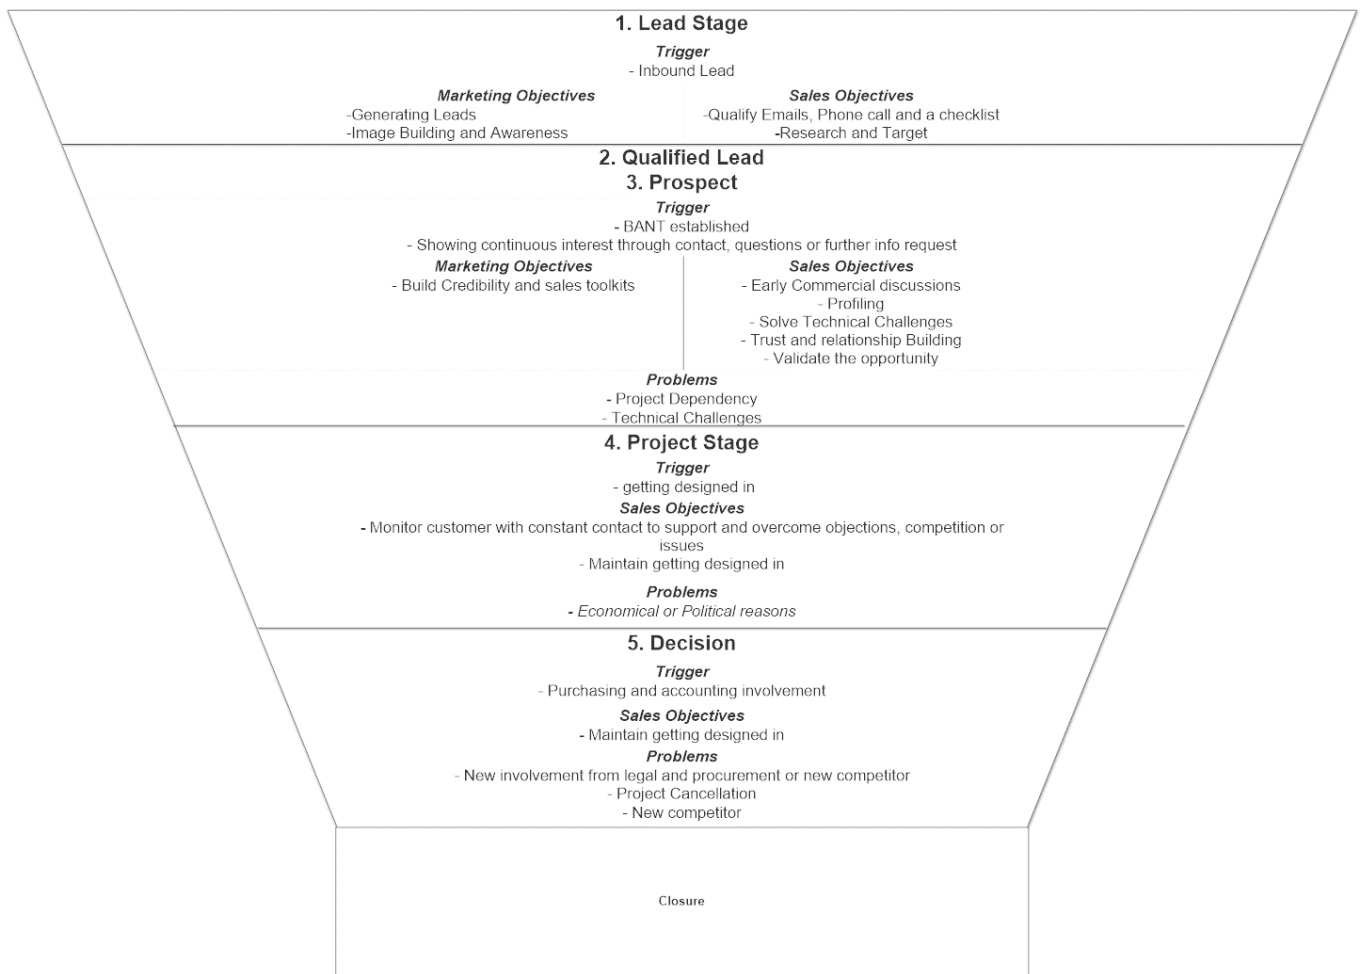 1. Lead Stage
Trigger
- Inbound Lead
Marketing Objectives
-Generating Leads
-Image Building and Awareness
Sales Objectives
-Qualify Emails, Phone call and a checklist
-Research and Target
2. Qualified Lead
3. Prospect
Trigger
- BANT established
- Showing continuous interest through contact, questions or further info request
Marketing Objectives
- Build Credibility and sales toolkits
Sales Objectives
- Early Commercial discussions
- Profiling
- Solve Technical Challenges
- Trust and relationship Building
- Validate the opportunity
Problems
- Project Dependency
- Technical Challenges
4. Project Stage
Trigger
- getting designed in
Sales Objectives
- Monitor customer with constant contact to support and overcome objections, competition or
issues
- Maintain getting designed in
Problems
- Economical or Political reasons
5. Decision
Trigger
- Purchasing and accounting involvement
Sales Objectives
- Maintain getting designed in
Problems
- New involvement from legal and procurement or new competitor
- Project Cancellation
- New competitor
Closure